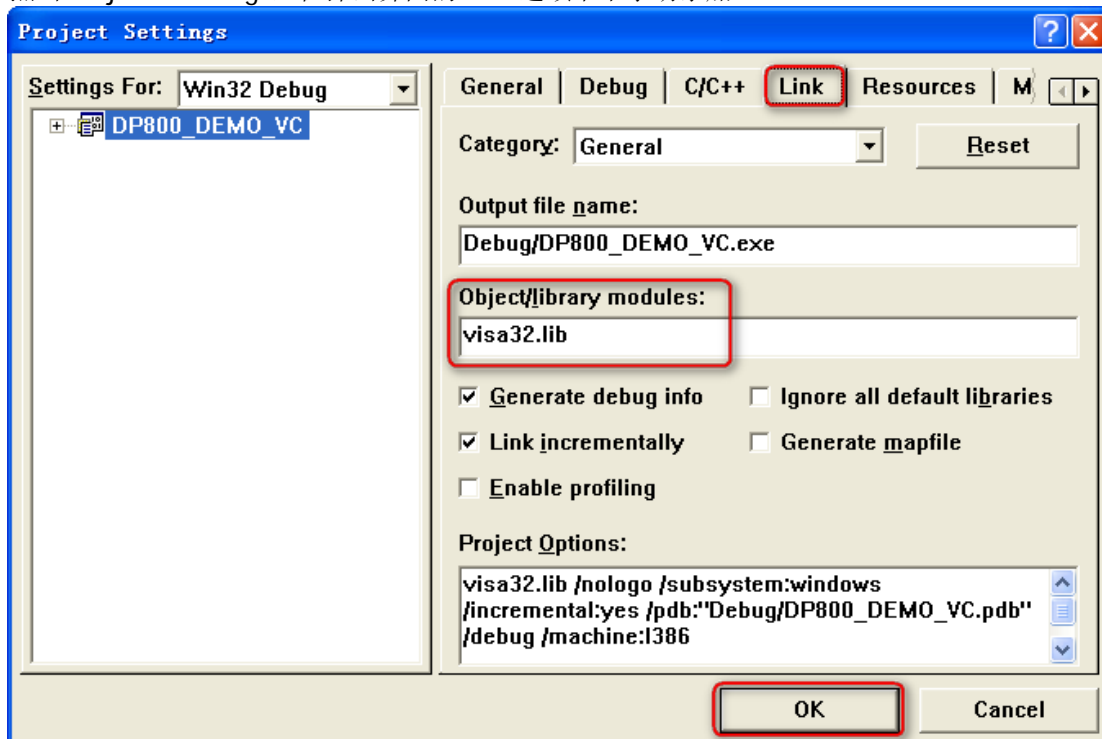 Project Settings
Settings For: Win32 Debug
DP800_DEMO_VC
General Debug C/C++ Link Resources M
Category: General Reset
Output file name:
Debug/DP800_DEMO_VC.exe
Object/library modules:
visa32.lib
Generate debug info Ignore all default libraries
Link incrementally Generate mapfile
Enable profiling
Project Options:
visa32.lib /nologo /subsystem:windows
/incremental:yes /pdb:"Debug/DP800_DEMO_VC.pdb"
/debug /machine:I386
OK Cancel